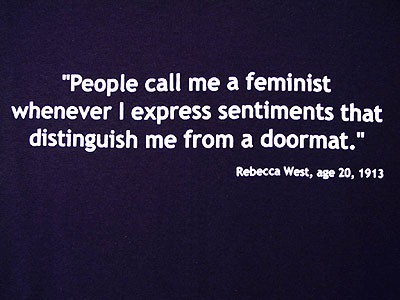 "People call me a feminist
whenever I express sentiments that
distinguish me from a doormat."
Rebecca West, age 20, 1913